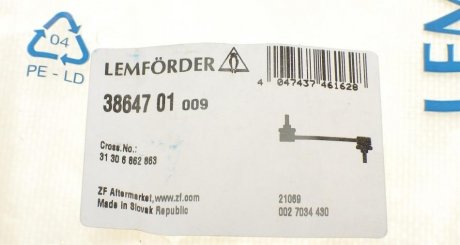 04
PE-LD
LEMFÖRDER
4 047437 461628
38647 01 009
Cross.No.:
31 30 6 862 863
ZF Aftermarket,www.zf.com
Made in Slovak Republic
21069
002 7034 430
LEM